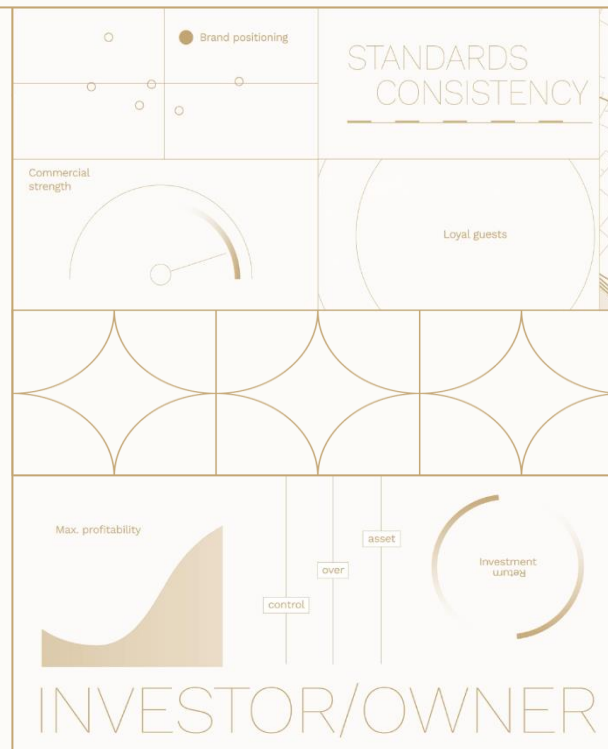 Brand positioning
STANDARDS
CONSISTENCY
Commercial
strength
Loyal guests
Max. profitability
asset
over
control
Investment
Return
INVESTOR/OWNER